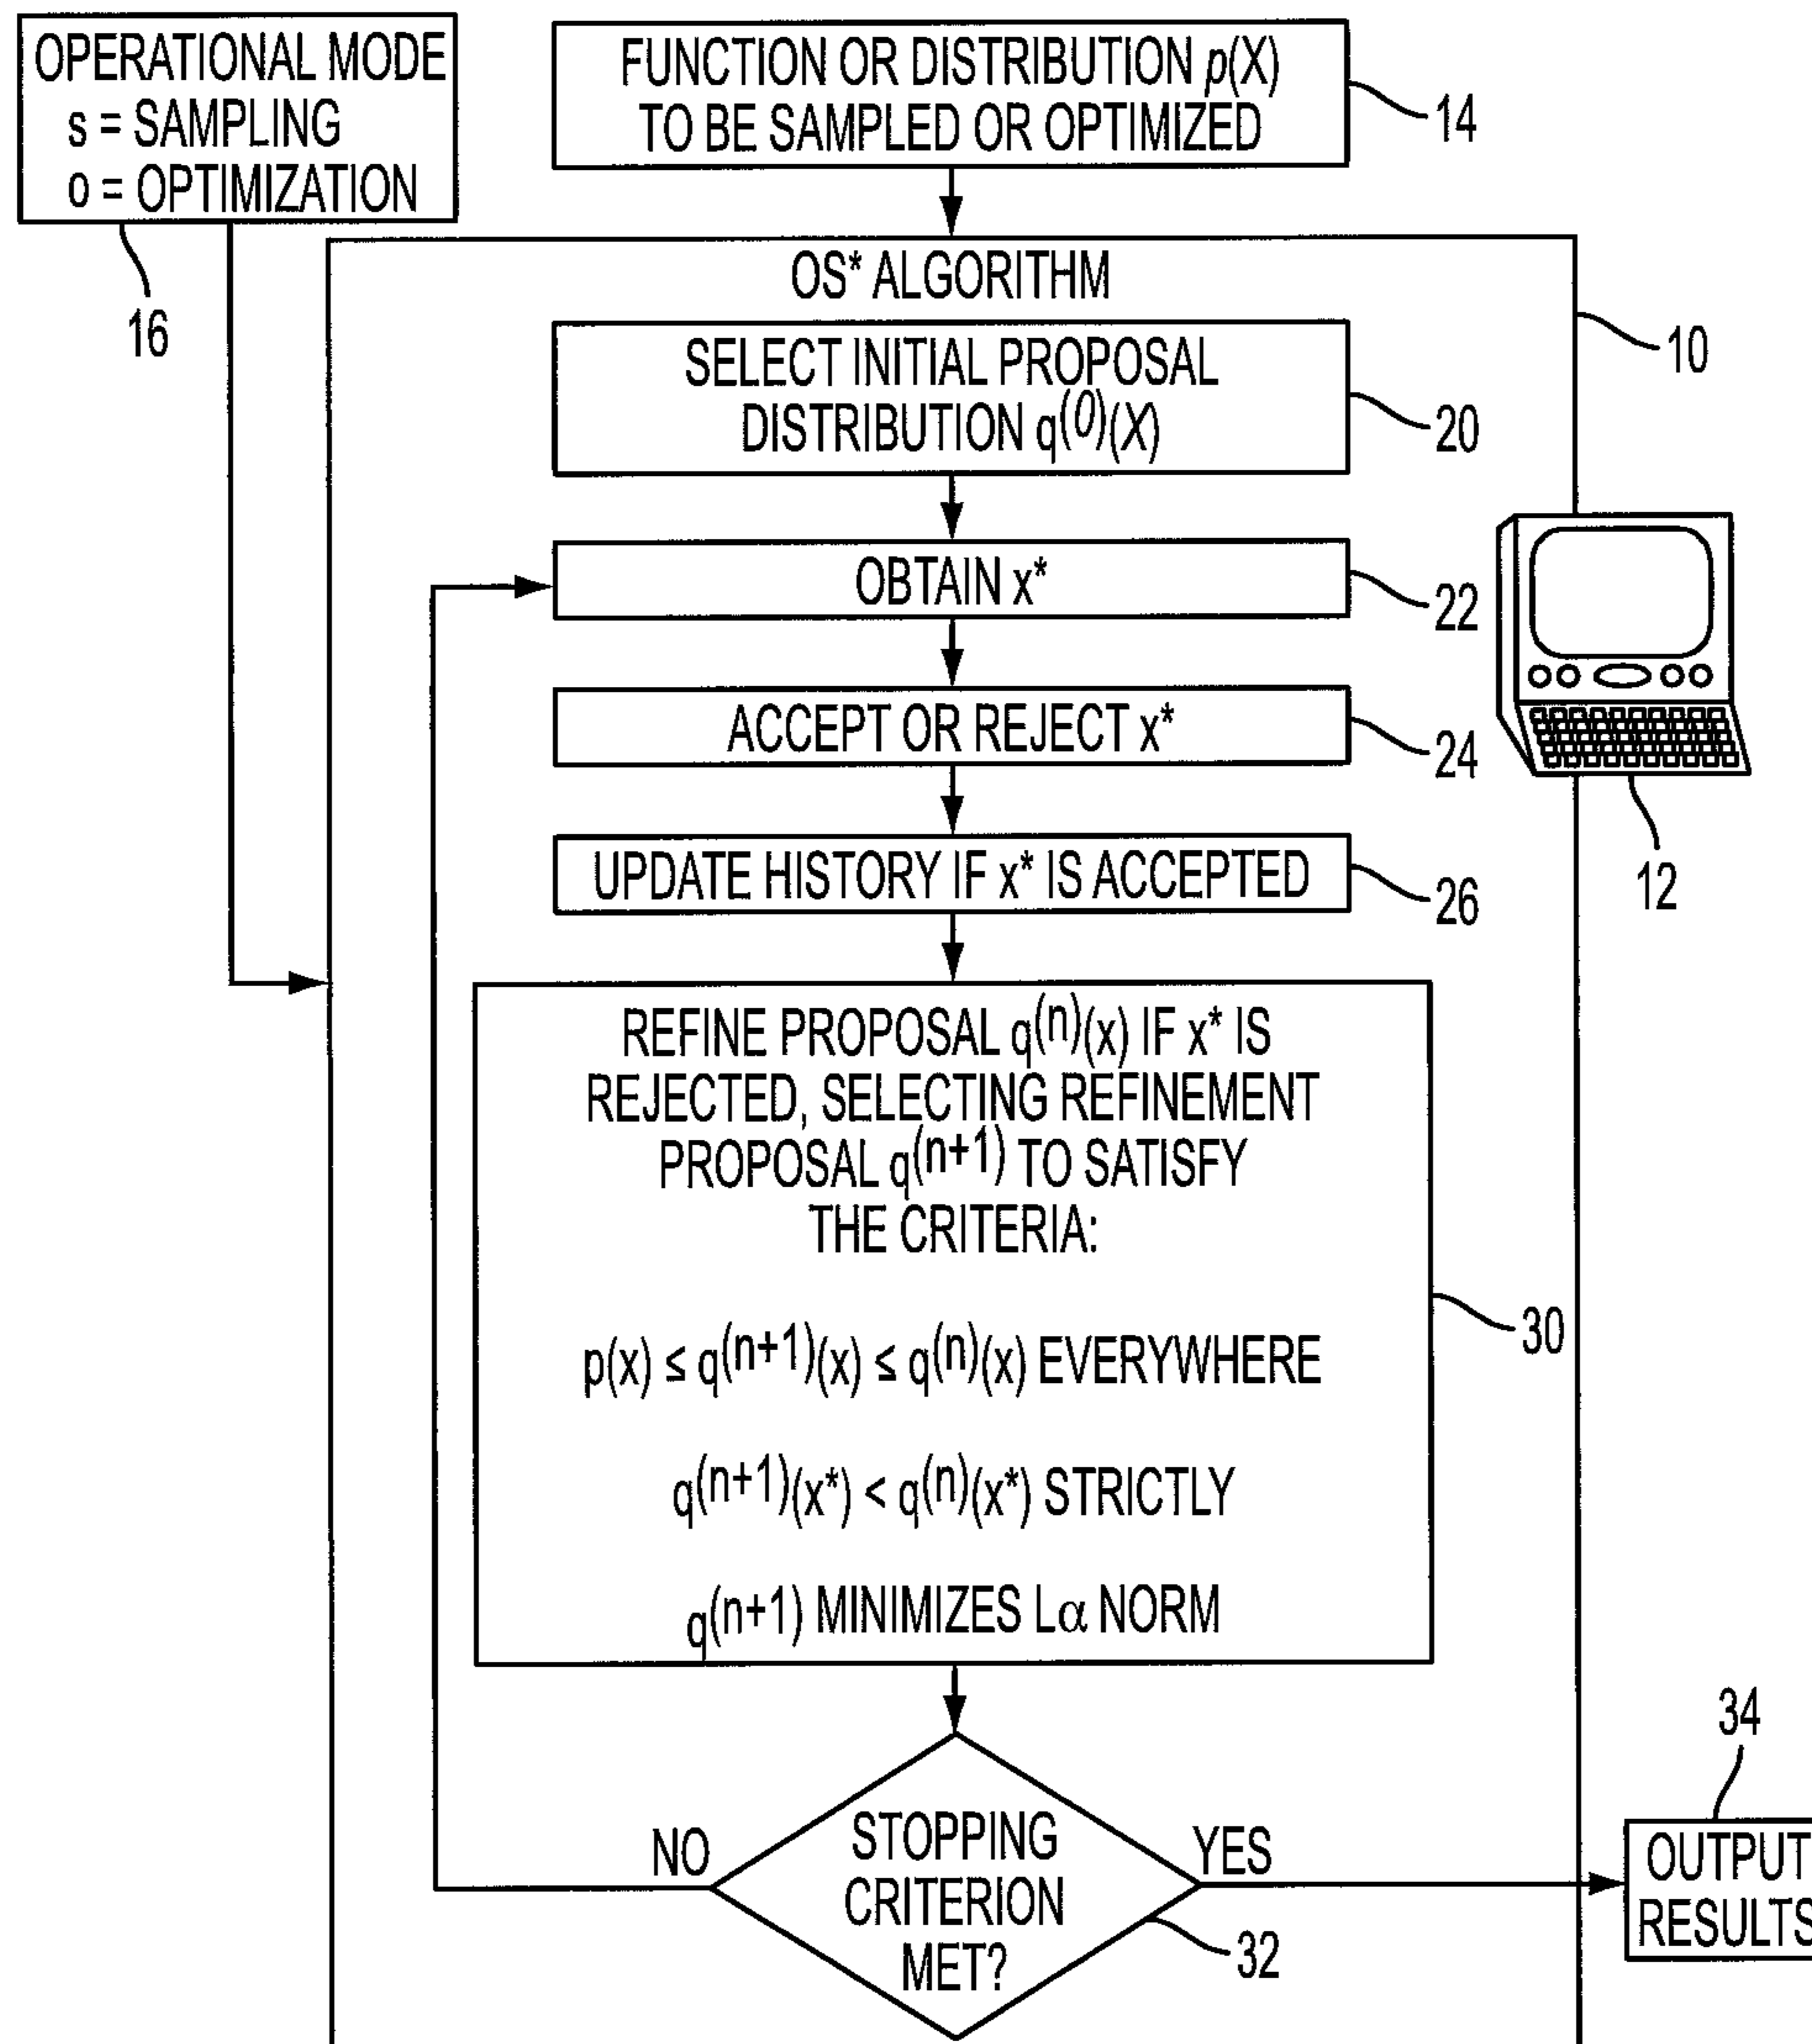 OPERATIONAL MODE
s = SAMPLING
o = OPTIMIZATION
16
FUNCTION OR DISTRIBUTION p(X)
TO BE SAMPLED OR OPTIMIZED
14
OS* ALGORITHM
10
SELECT INITIAL PROPOSAL
DISTRIBUTION q(0)(X)
20
OBTAIN x*
22
ACCEPT OR REJECT x*
24
12
UPDATE HISTORY IF x* IS ACCEPTED
26
REFINE PROPOSAL q(n)(x) IF x* IS
REJECTED, SELECTING REFINEMENT
PROPOSAL q(n+1) TO SATISFY
THE CRITERIA:
p(x) ≤ q(n+1)(x) ≤ q(n)(x) EVERYWHERE
q(n+1)(x*) < q(n)(x*) STRICTLY
q(n+1) MINIMIZES Lα NORM
30
STOPPING
CRITERION
MET?
32
NO
YES
34
OUTPUT
RESULTS